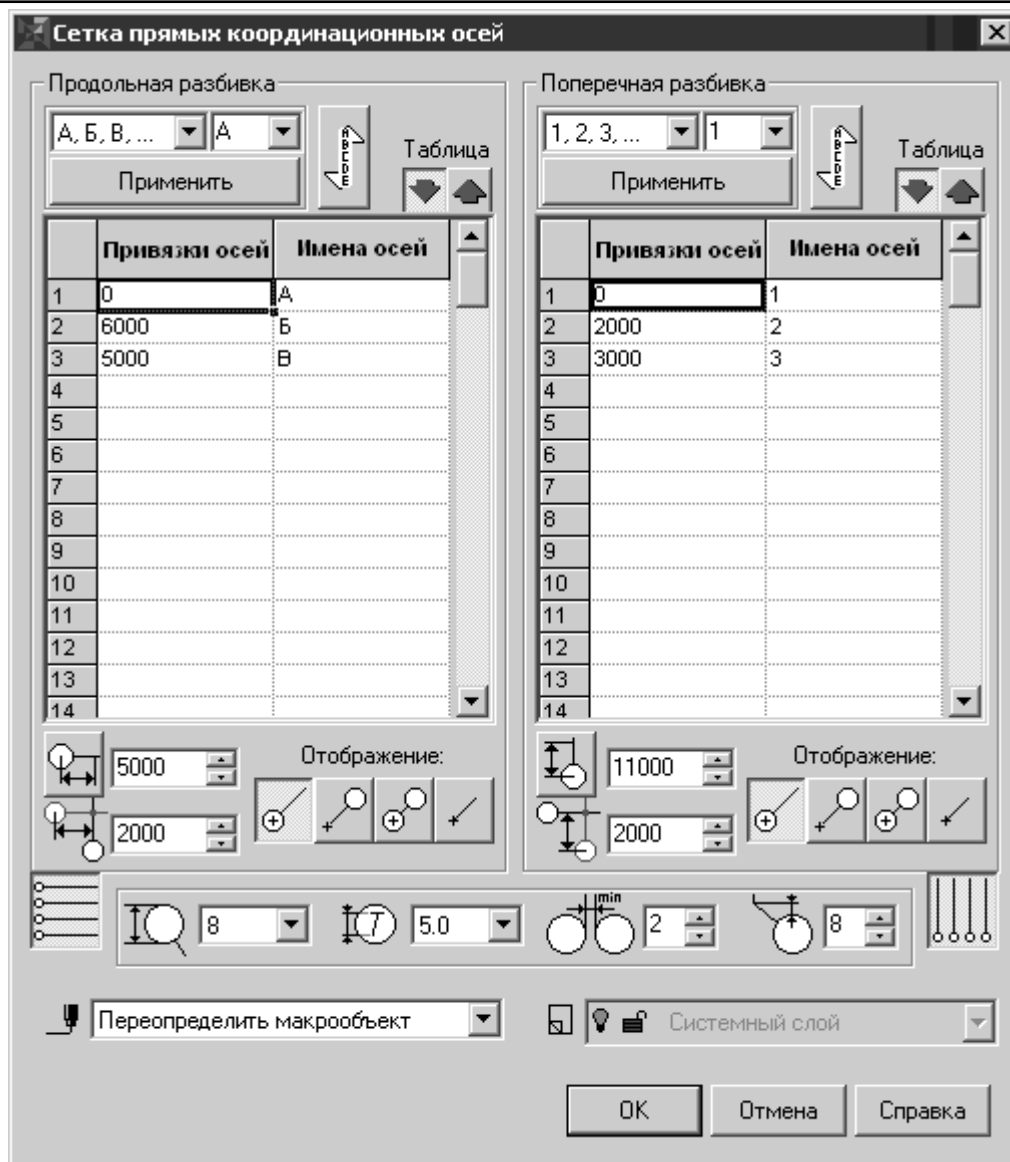 Сетка прямых координационных осей
Продольная разбивка
А, Б, В, ... А
Применить
Таблица
A B C D E
Привязки осей Имена осей
1 0 А
2 6000 Б
3 5000 В
4
5
6
7
8
9
10
11
12
13
14
5000
2000
Отображение:
Поперечная разбивка
1, 2, 3, ... 1
Применить
Таблица
A B C D E
Привязки осей Имена осей
1 0 1
2 2000 2
3 3000 3
4
5
6
7
8
9
10
11
12
13
14
11000
2000
Отображение:
8 T 5.0 min 2 8
Переопределить макрообъект
Системный слой
OK Отмена Справка